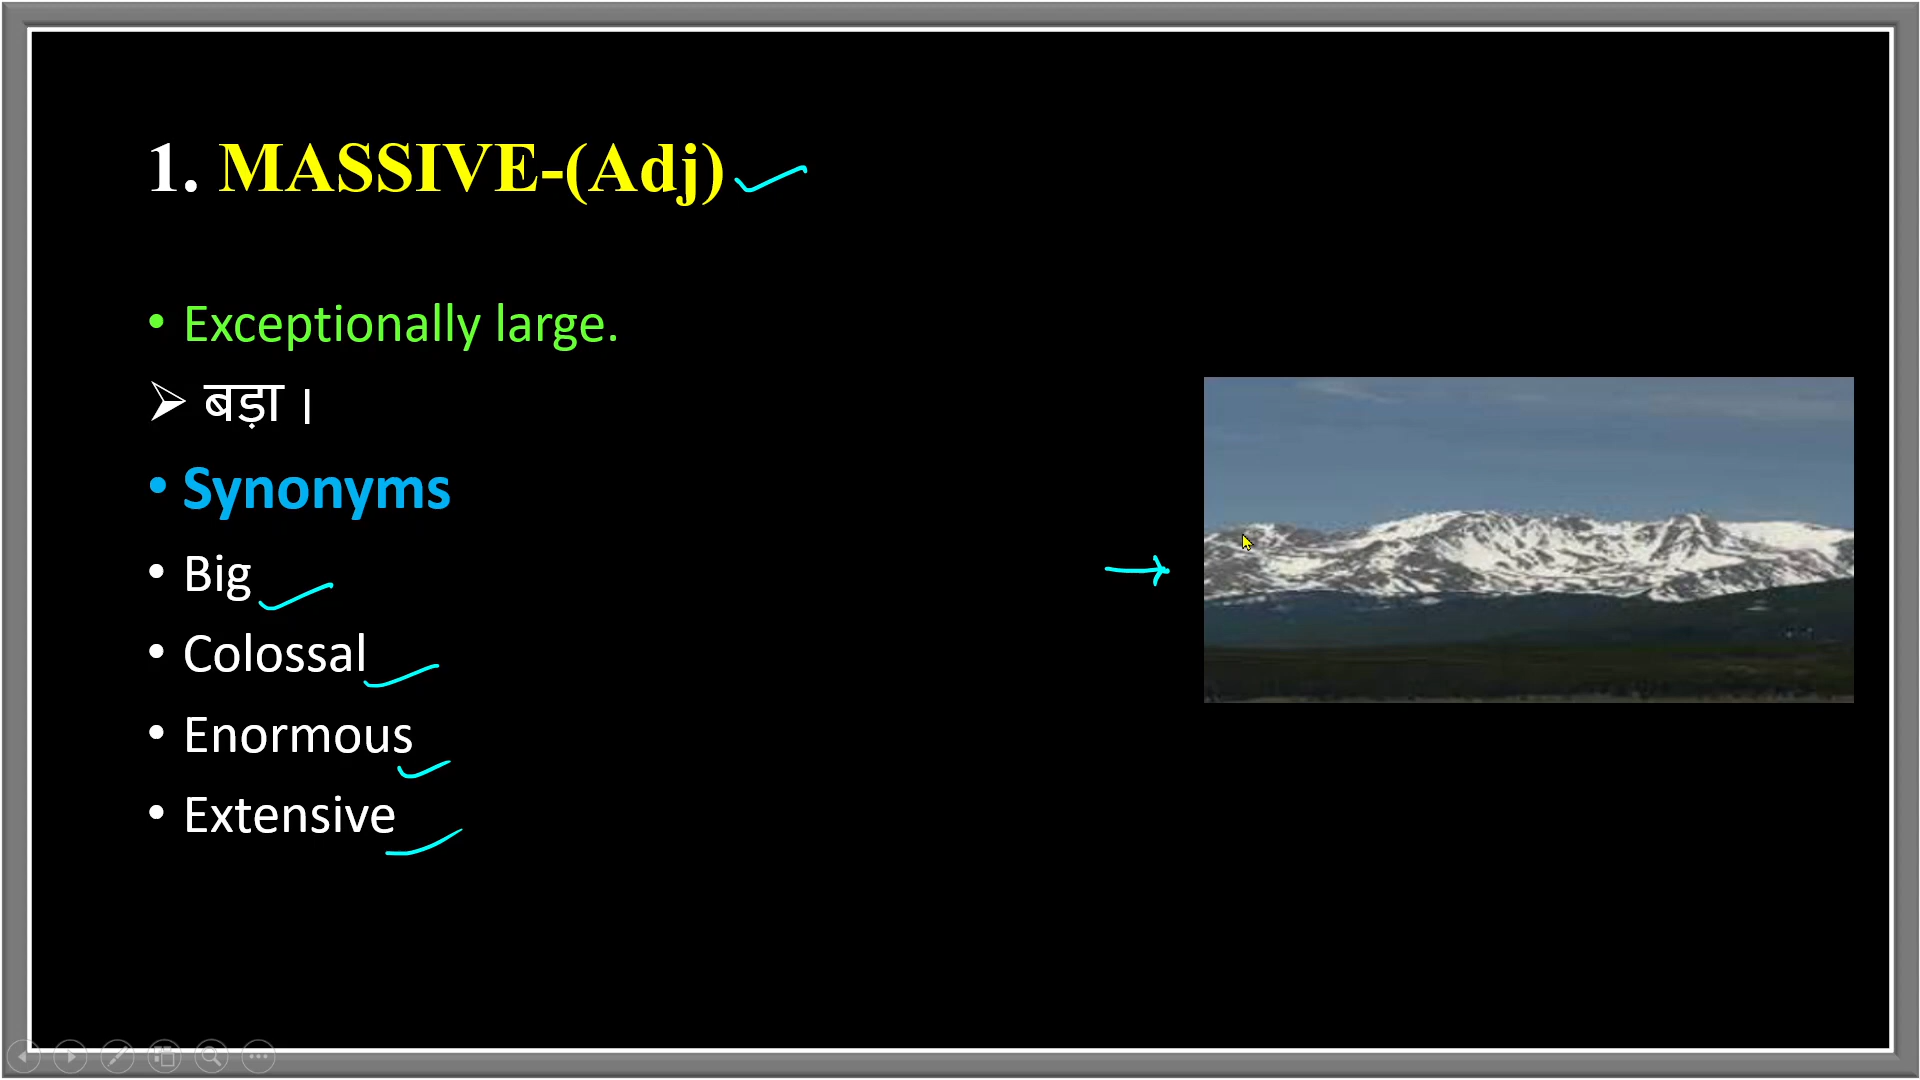 1. MASSIVE-(Adj)
• Exceptionally large.
➢ बड़ा ।
• Synonyms
• Big
• Colossal
• Enormous
• Extensive